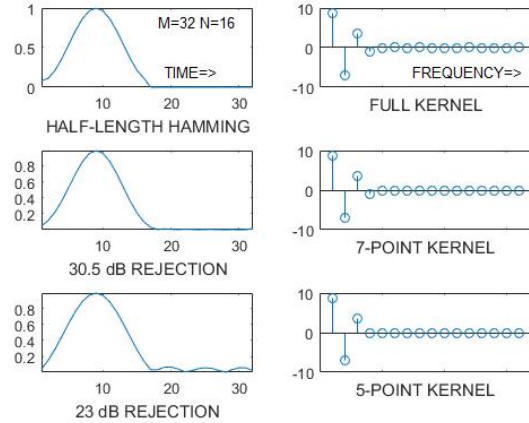 1
M=32 N=16
0.5
TIME=>
0
10 20 30
HALF-LENGTH HAMMING
10
0
FREQUENCY=>
-10
FULL KERNEL
0.8
0.6
0.4
0.2
10 20 30
30.5 dB REJECTION
10
0
-10
7-POINT KERNEL
0.8
0.6
0.4
0.2
10 20 30
23 dB REJECTION
10
0
-10
5-POINT KERNEL